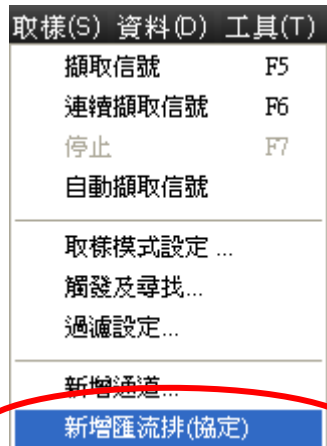 取樣(S) 資料(D) 工具(T)
擷取信號 F5
連續擷取信號 F6
停止 F7
自動擷取信號
取樣模式設定 ...
觸發及尋找...
過濾設定...
新增通道...
新增匯流排(協定)